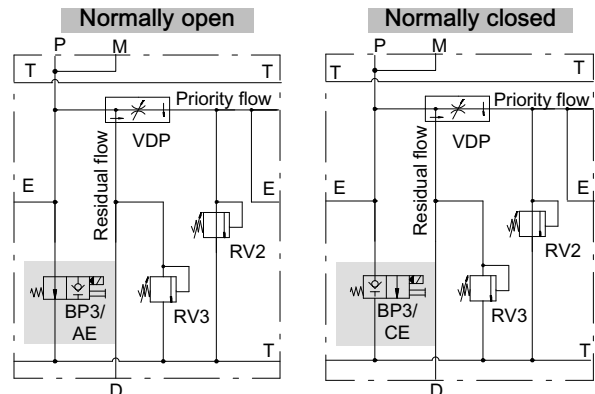 Normally open
P
M
T
T
Priority flow
VDP
Residual flow
E
E
RV2
BP3/
AE
RV3
T
D
Normally closed
P
M
T
T
Priority flow
VDP
Residual flow
E
E
RV2
BP3/
CE
RV3
T
D